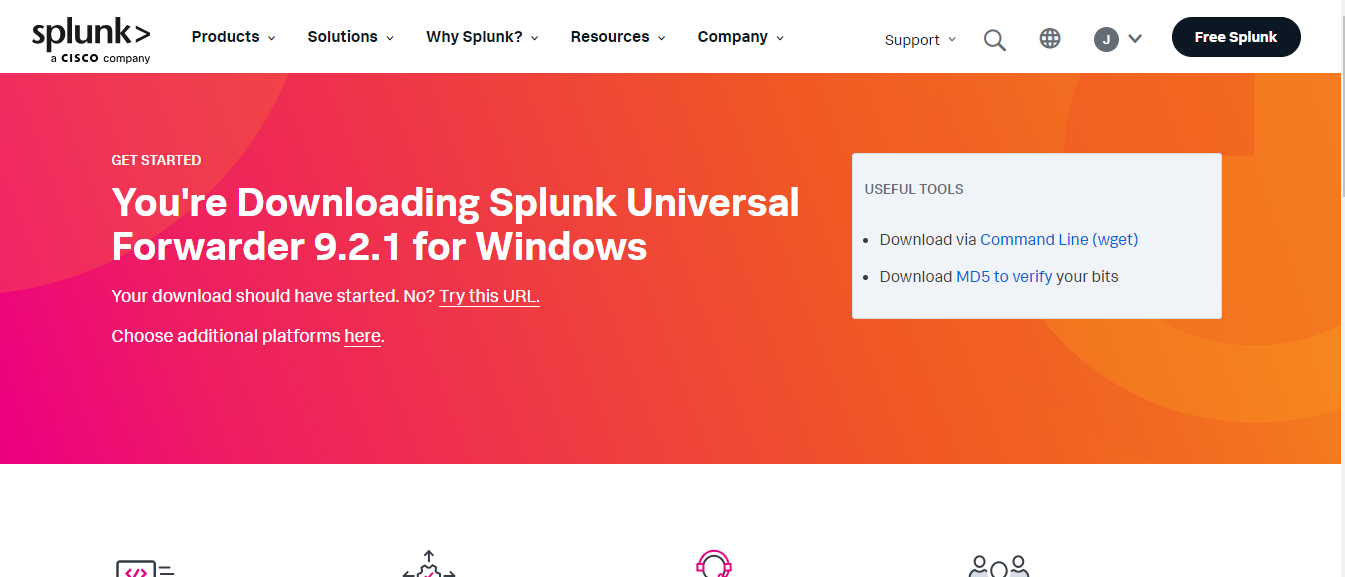 splunk>
a CISCO company
Products
Solutions
Why Splunk?
Resources
Company
Support
J
Free Splunk
GET STARTED
You're Downloading Splunk Universal
Forwarder 9.2.1 for Windows
Your download should have started. No? Try this URL.
Choose additional platforms here.
USEFUL TOOLS
Download via Command Line (wget)
Download MD5 to verify your bits